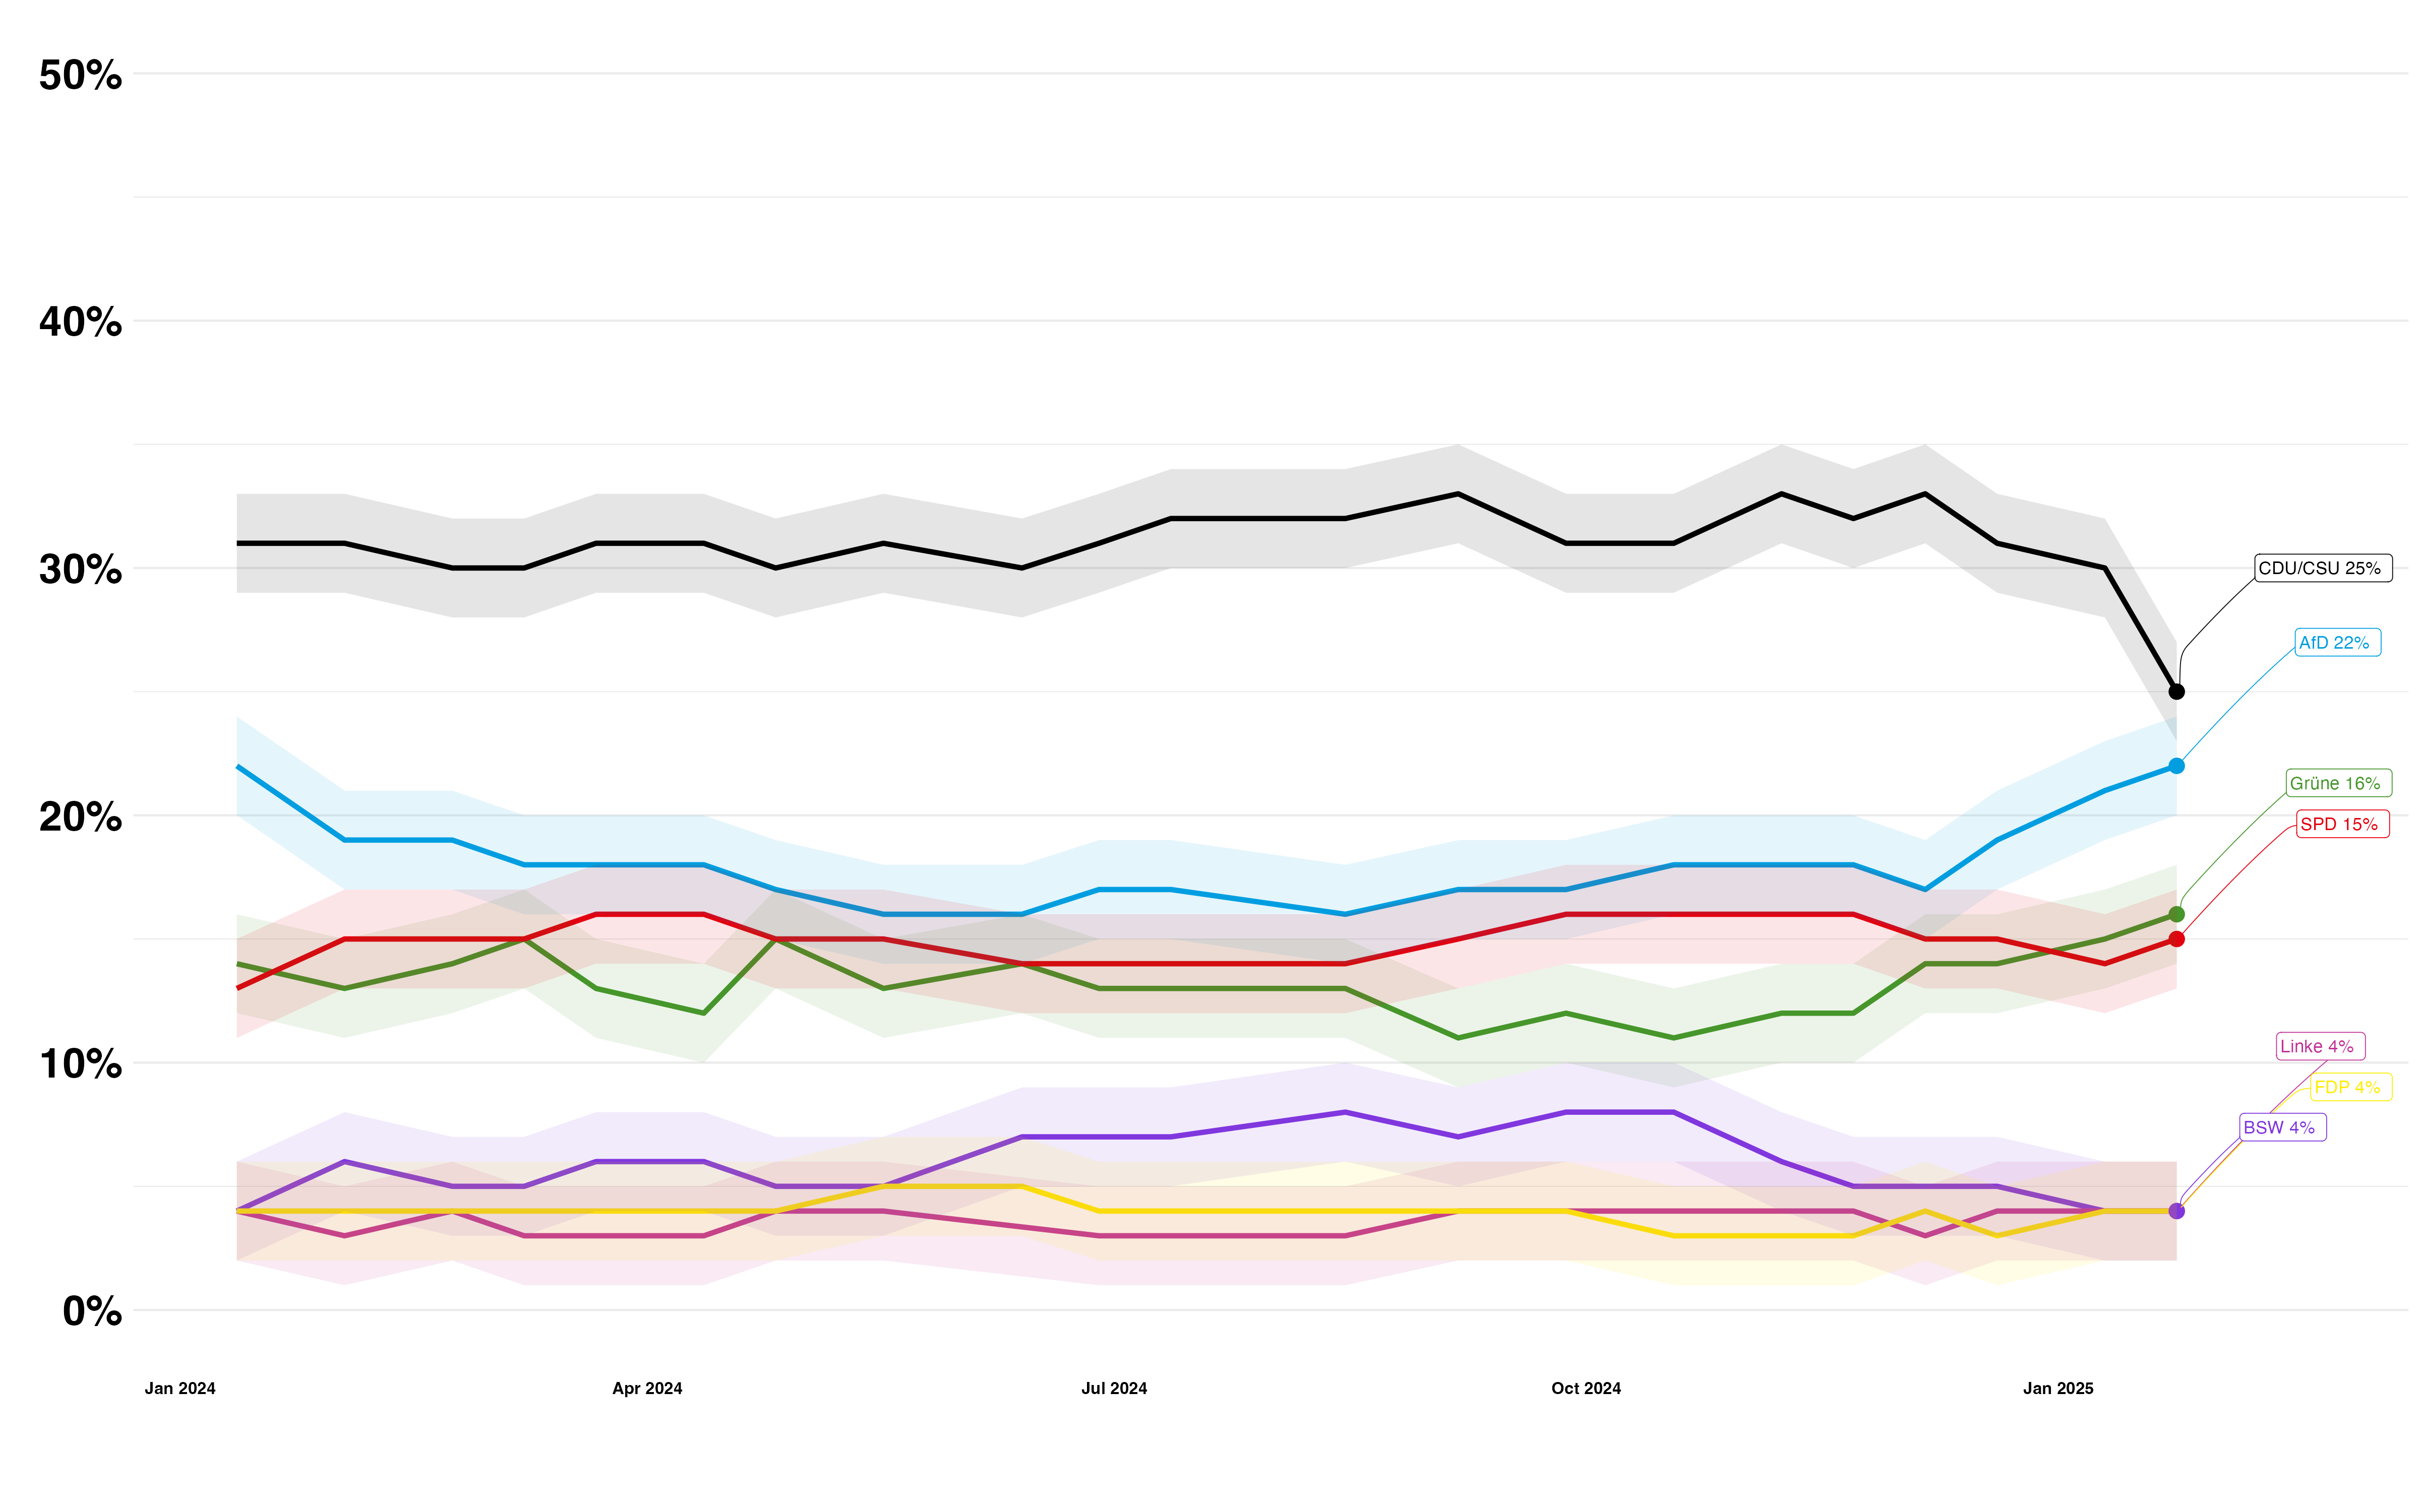 50%
40%
30%
20%
10%
0%
CDU/CSU 25%
AfD 22%
Grüne 16%
SPD 15%
Linke 4%
FDP 4%
BSW 4%
Jan 2024
Apr 2024
Jul 2024
Oct 2024
Jan 2025